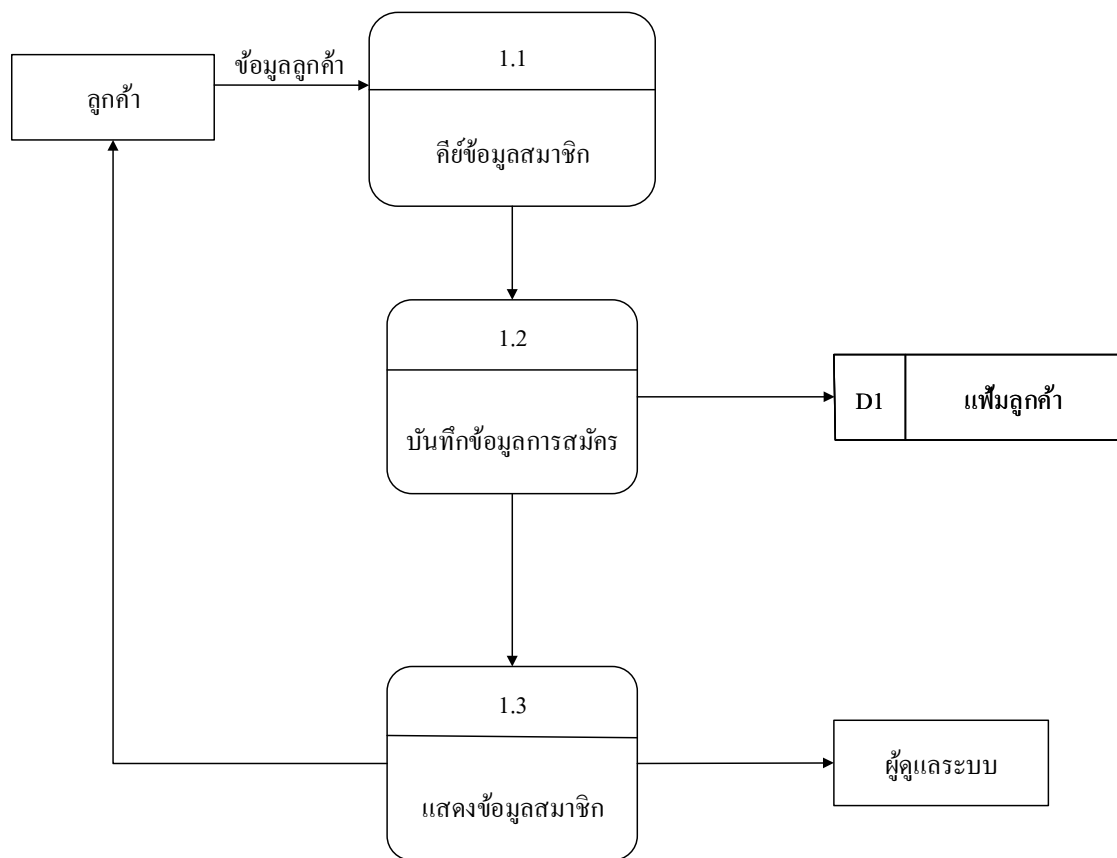 ข้อมูลลูกค้า
1.1
ลูกค้า
คีย์ข้อมูลสมาชิก
1.2
D1
แฟ้มลูกค้า
บันทึกข้อมูลการสมัคร
1.3
ผู้ดูแลระบบ
แสดงข้อมูลสมาชิก